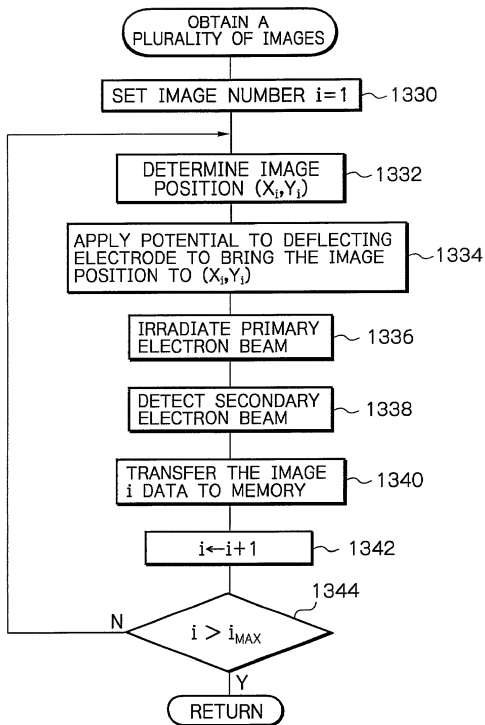 OBTAIN A
PLURALITY OF IMAGES
SET IMAGE NUMBER i=1
1330
DETERMINE IMAGE
POSITION (Xi,Yi)
1332
APPLY POTENTIAL TO DEFLECTING
ELECTRODE TO BRING THE IMAGE
POSITION TO (Xi,Yi)
1334
IRRADIATE PRIMARY
ELECTRON BEAM
1336
DETECT SECONDARY
ELECTRON BEAM
1338
TRANSFER THE IMAGE
i DATA TO MEMORY
1340
i←i+1
1342
1344
N
i > iMAX
Y
RETURN